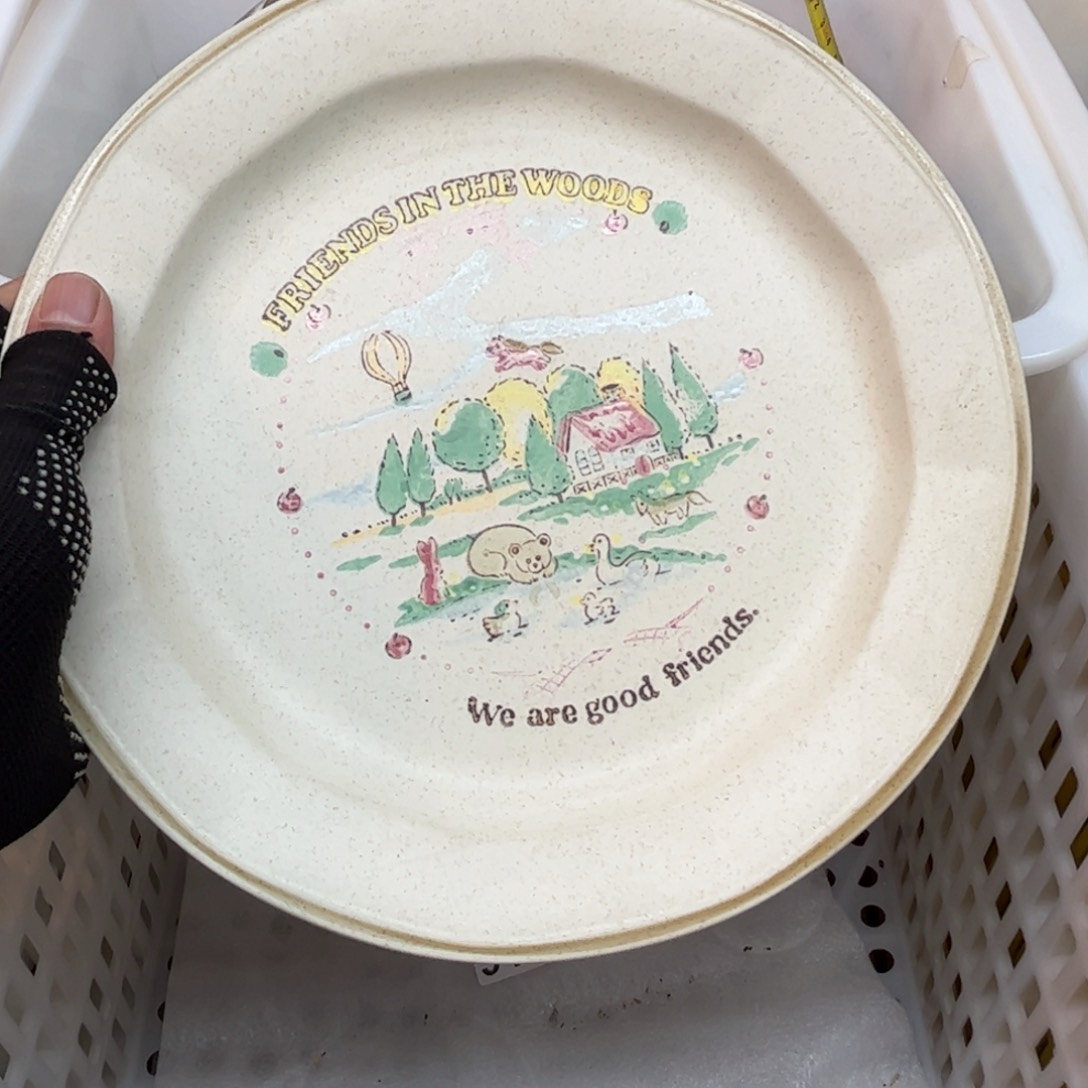 FRIENDS IN THE WOODS
We are good friends.